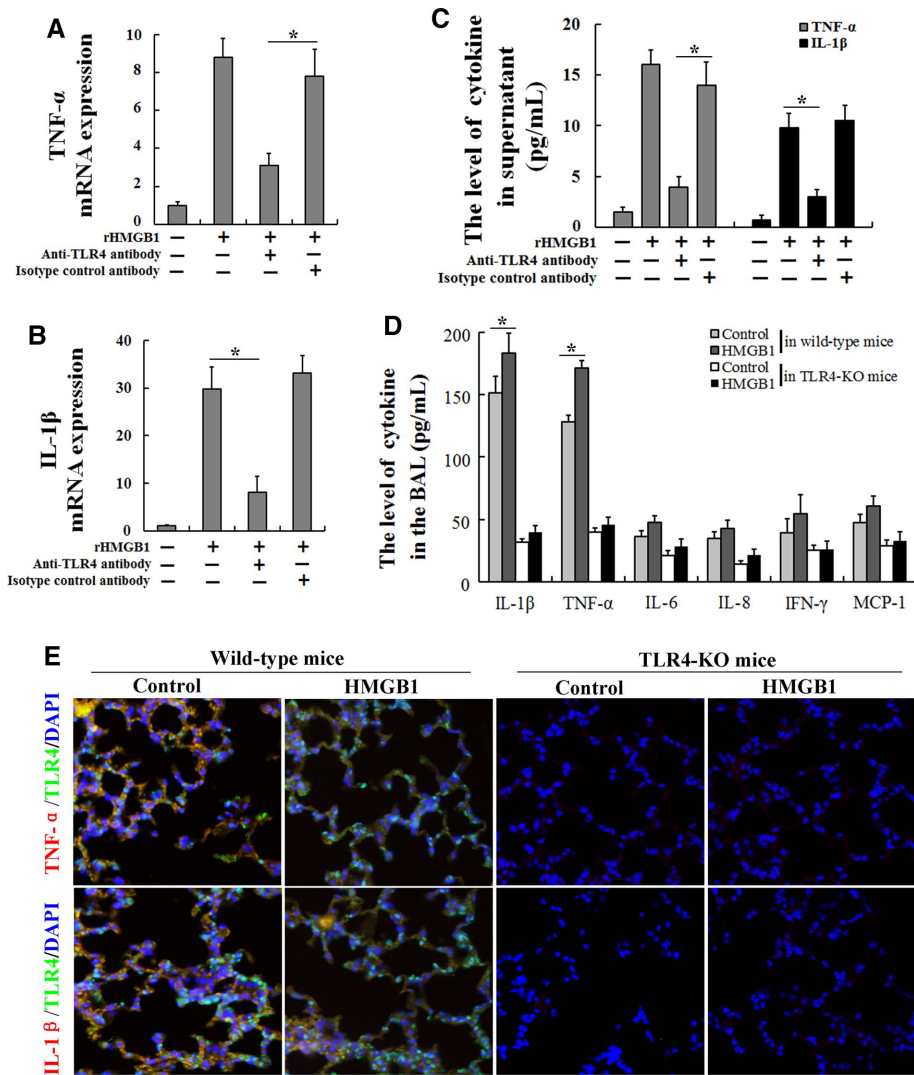 A
TNF-α
mRNA expression
10
8
6
4
2
0
*
rHMGB1 — + + +
Anti-TLR4 antibody — — + —
Isotype control antibody — — — +
B
IL-1β
mRNA expression
40
30
20
10
0
*
rHMGB1 — + + +
Anti-TLR4 antibody — — + —
Isotype control antibody — — — +
C
The level of cytokine
in supernatant
(pg/mL)
20
15
10
5
0
TNF-α
IL-1β
*
*
rHMGB1 — + + + — + + +
Anti-TLR4 antibody — — + — — — + —
Isotype control antibody — — — + — — — +
D
The level of cytokine
in the BAL (pg/mL)
200
150
100
50
0
*
*
Control
HMGB1
in wild-type mice
Control
HMGB1
in TLR4-KO mice
IL-1β TNF-α IL-6 IL-8 IFN-γ MCP-1
E
Wild-type mice TLR4-KO mice
Control HMGB1 Control HMGB1
TNF-α/TLR4/DAPI
IL-1β/TLR4/DAPI